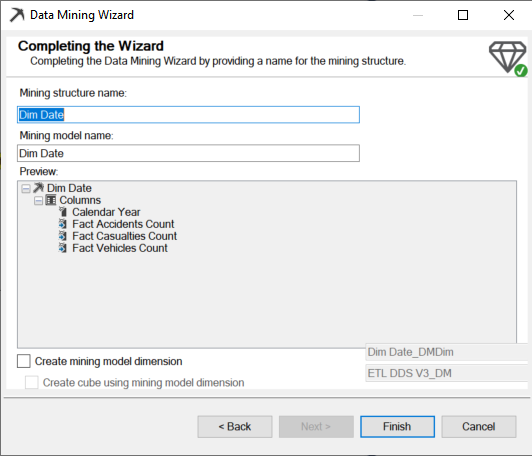 Data Mining Wizard
Completing the Wizard
Completing the Data Mining Wizard by providing a name for the mining structure.
Mining structure name:
Dim Date
Mining model name:
Dim Date
Preview:
Dim Date
Columns
Calendar Year
Fact Accidents Count
Fact Casualties Count
Fact Vehicles Count
Create mining model dimension
Dim Date_DMDim
Create cube using mining model dimension
ETL DDS V3_DM
< Back
Next >
Finish
Cancel